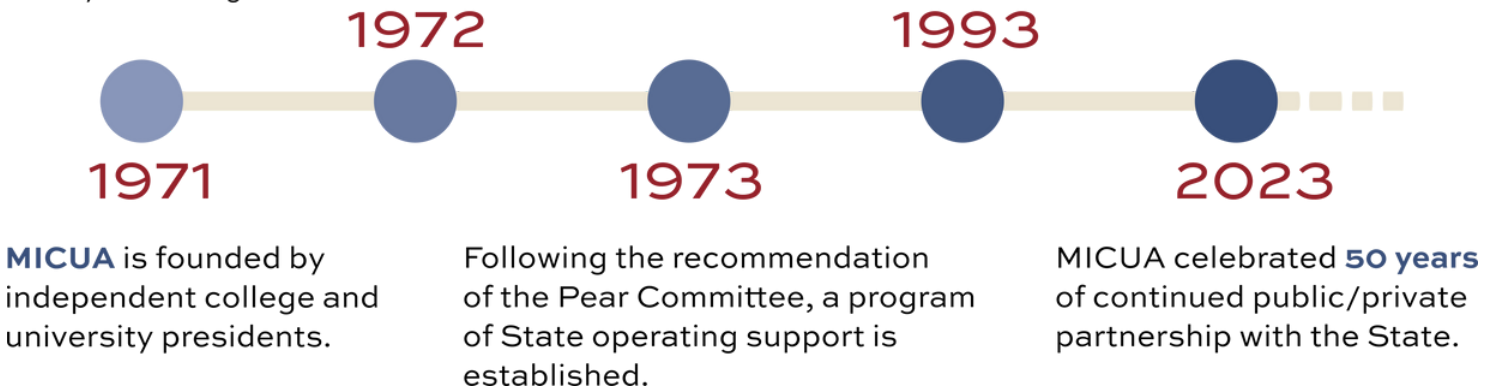 1972
1993
1971
1973
2023
MICUA is founded by
independent college and
university presidents.
Following the recommendation
of the Pear Committee, a program
of State operating support is
established.
MICUA celebrated 50 years
of continued public/private
partnership with the State.